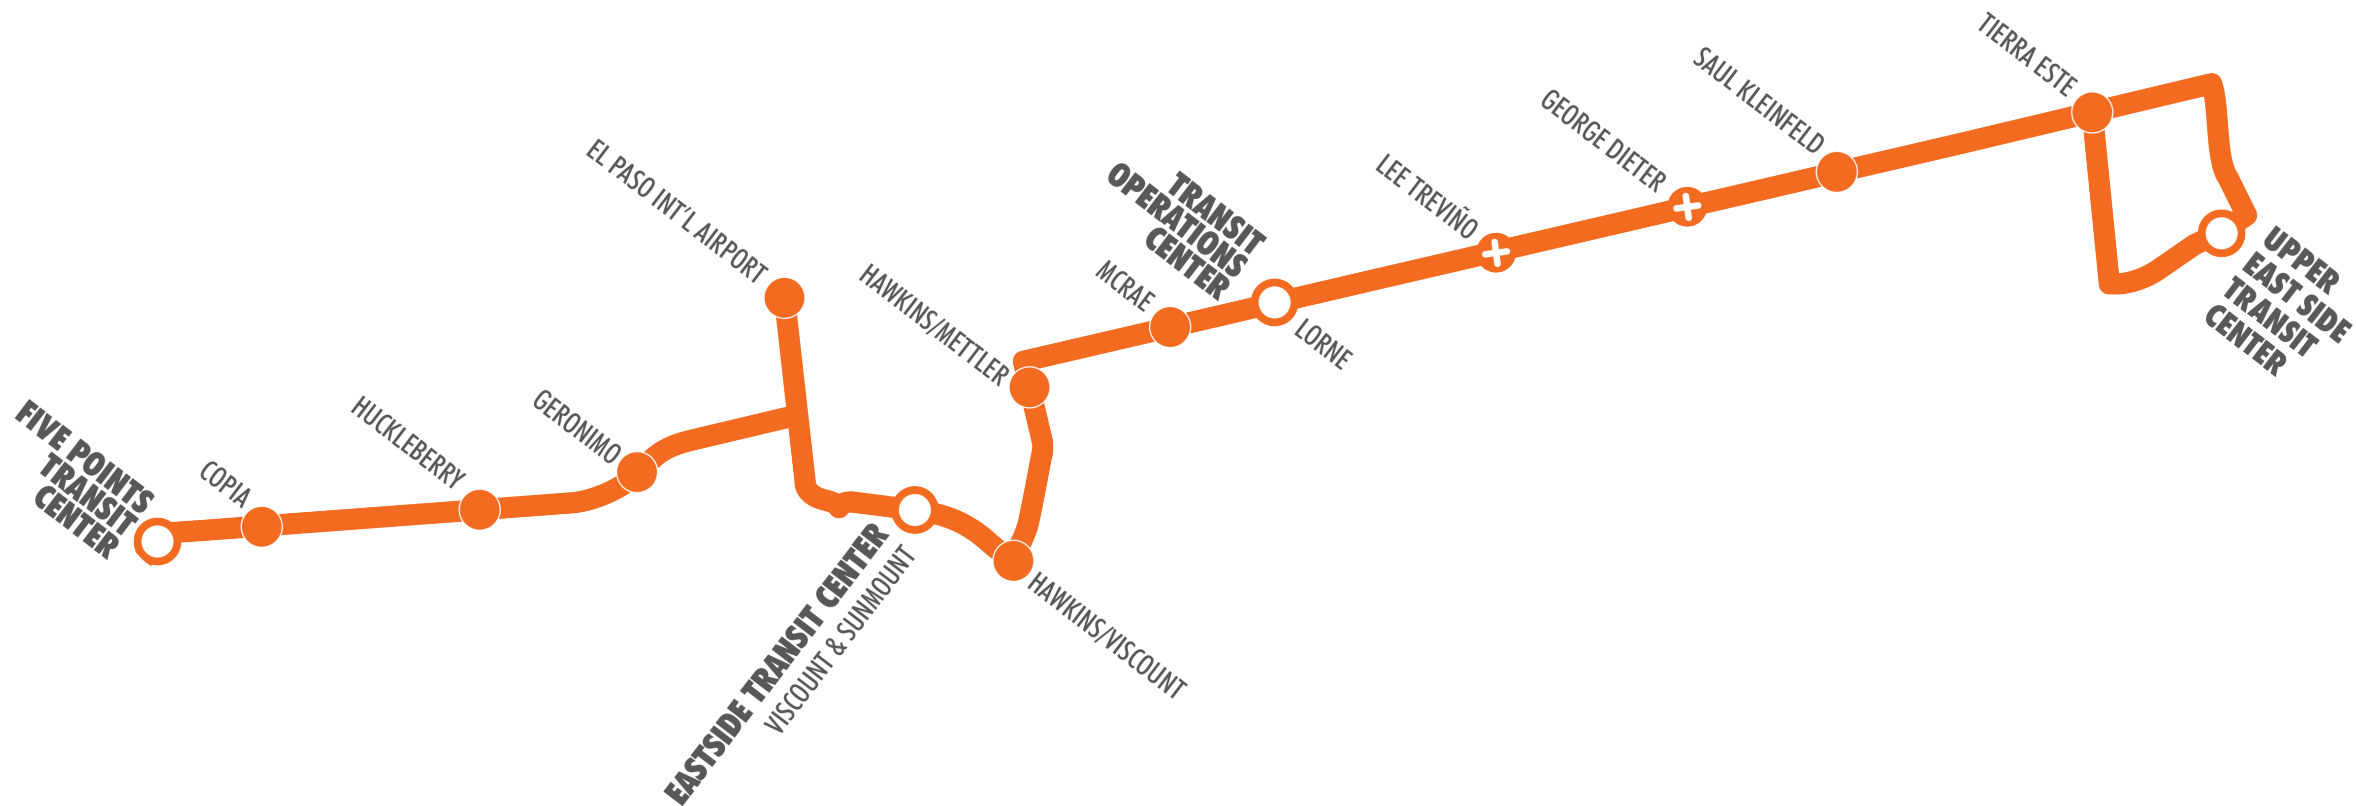 FIVE POINTS
TRANSIT
CENTER
COPIA
HUCKLEBERRY
GERONIMO
EL PASO INT'L AIRPORT
EASTSIDE TRANSIT CENTER
VISCOUNT & SUNMOUNT
HAWKINS/VISCOUNT
HAWKINS/METTLER
MCRAE
TRANSIT
OPERATIONS
CENTER
LORNE
LEE TREVIÑO
GEORGE DIETER
SAUL KLEINFELD
TIERRA ESTE
UPPER
EAST SIDE
TRANSIT
CENTER